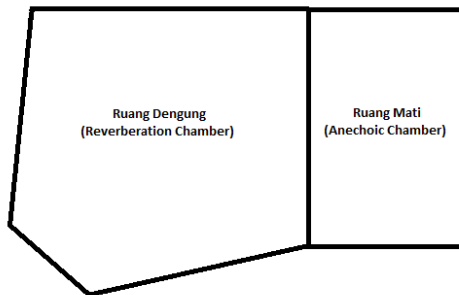 Ruang Dengung
(Reverberation Chamber)
Ruang Mati
(Anechoic Chamber)